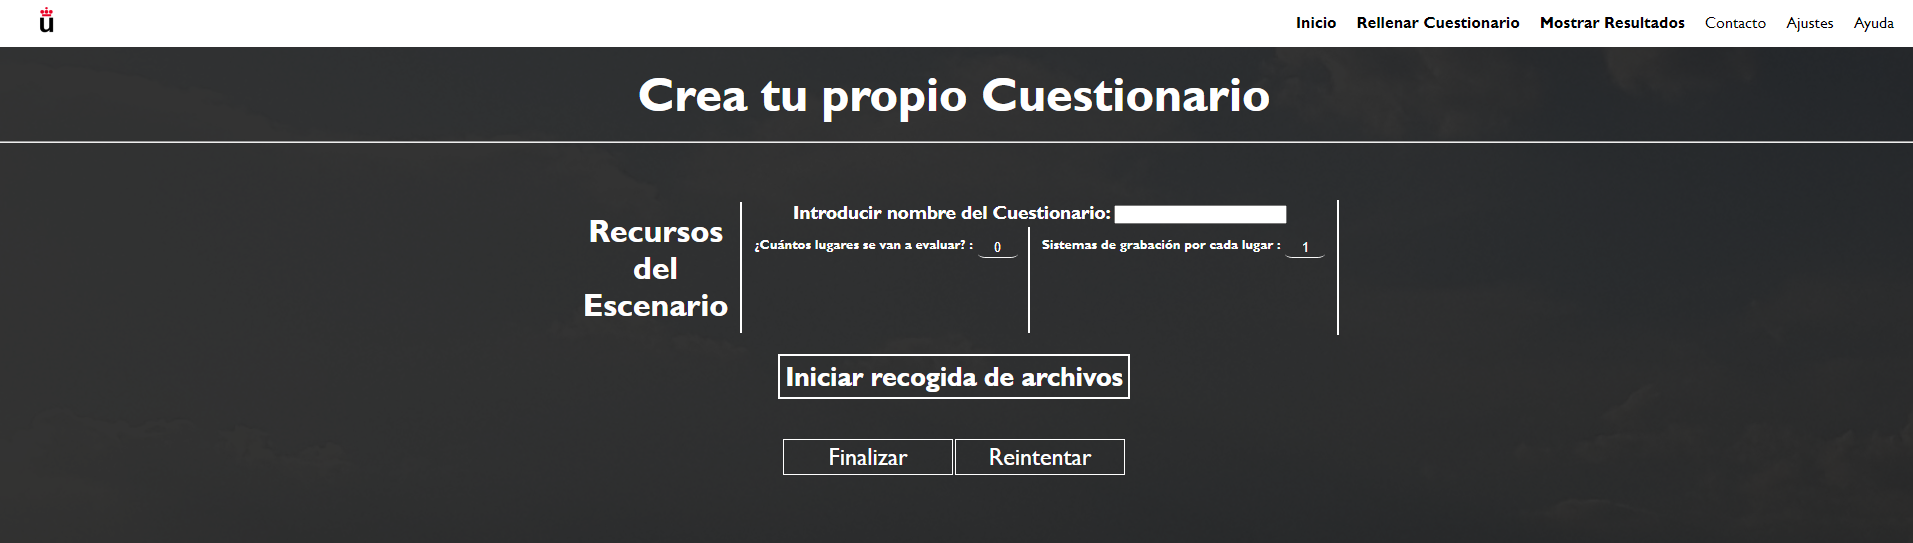 u
Inicio Rellenar Cuestionario Mostrar Resultados Contacto Ajustes Ayuda
Crea tu propio Cuestionario
Recursos
del
Escenario
Introducir nombre del Cuestionario:
¿Cuántos lugares se van a evaluar? : 0
Sistemas de grabación por cada lugar : 1
Iniciar recogida de archivos
Finalizar Reintentar